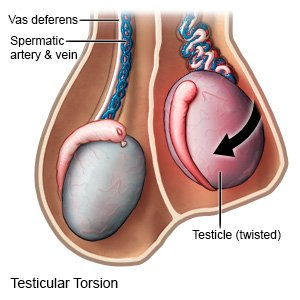 Vas deferens
Spermatic
artery & vein
Testicle (twisted)
Testicular Torsion